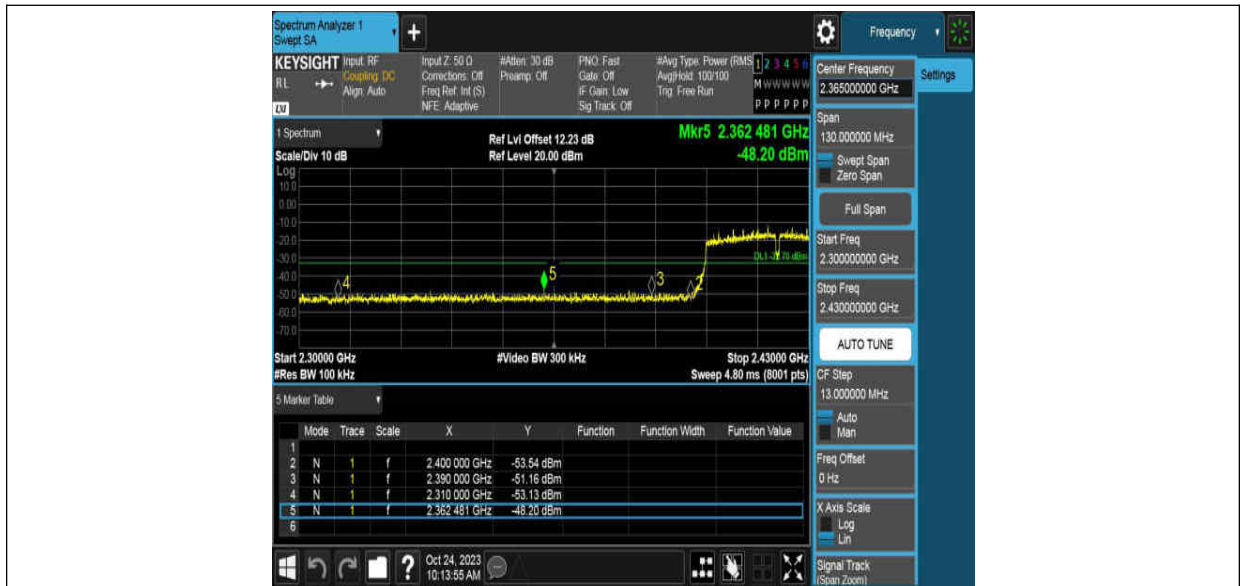 Spectrum Analyzer 1
Swept SA
+
Frequency
KEYSIGHT
RL
LXI
Input: RF
Coupling: DC
Align: Auto
Input Z: 50 Ω
Corrections: Off
Freq Ref: Int (S)
NFE: Adaptive
#Atten: 30 dB
Preamp: Off
PNO: Fast
Gate: Off
IF Gain: Low
Sig Track: Off
#Avg Type: Power (RMS
Avg|Hold: 100/100
Trig: Free Run
1 2 3 4 5 6
M W W W W W
P P P P P P
Center Frequency
2.365000000 GHz
Settings
Span
130.000000 MHz
Swept Span
Zero Span
Full Span
Start Freq
2.300000000 GHz
Stop Freq
2.430000000 GHz
AUTO TUNE
CF Step
13.000000 MHz
Auto
Man
Freq Offset
0 Hz
X Axis Scale
Log
Lin
Signal Track
(Span Zoom)
1 Spectrum
Scale/Div 10 dB
Ref Lvl Offset 12.23 dB
Ref Level 20.00 dBm
Mkr5 2.362 481 GHz
-48.20 dBm
Log
10.0
0.00
-10.0
-20.0
-30.0
-40.0
-50.0
-60.0
-70.0
4
5
3
2
Start 2.30000 GHz
#Video BW 300 kHz
Stop 2.43000 GHz
#Res BW 100 kHz
Sweep 4.80 ms (8001 pts)
5 Marker Table
Mode Trace Scale X Y Function Function Width Function Value
1
2 N 1 f 2.400 000 GHz -53.54 dBm
3 N 1 f 2.390 000 GHz -51.16 dBm
4 N 1 f 2.310 000 GHz -53.13 dBm
5 N 1 f 2.362 481 GHz -48.20 dBm
6
?
Oct 24, 2023
10:13:55 AM